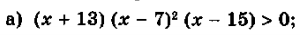 а) (x + 13) (x − 7)² (x − 15) > 0;